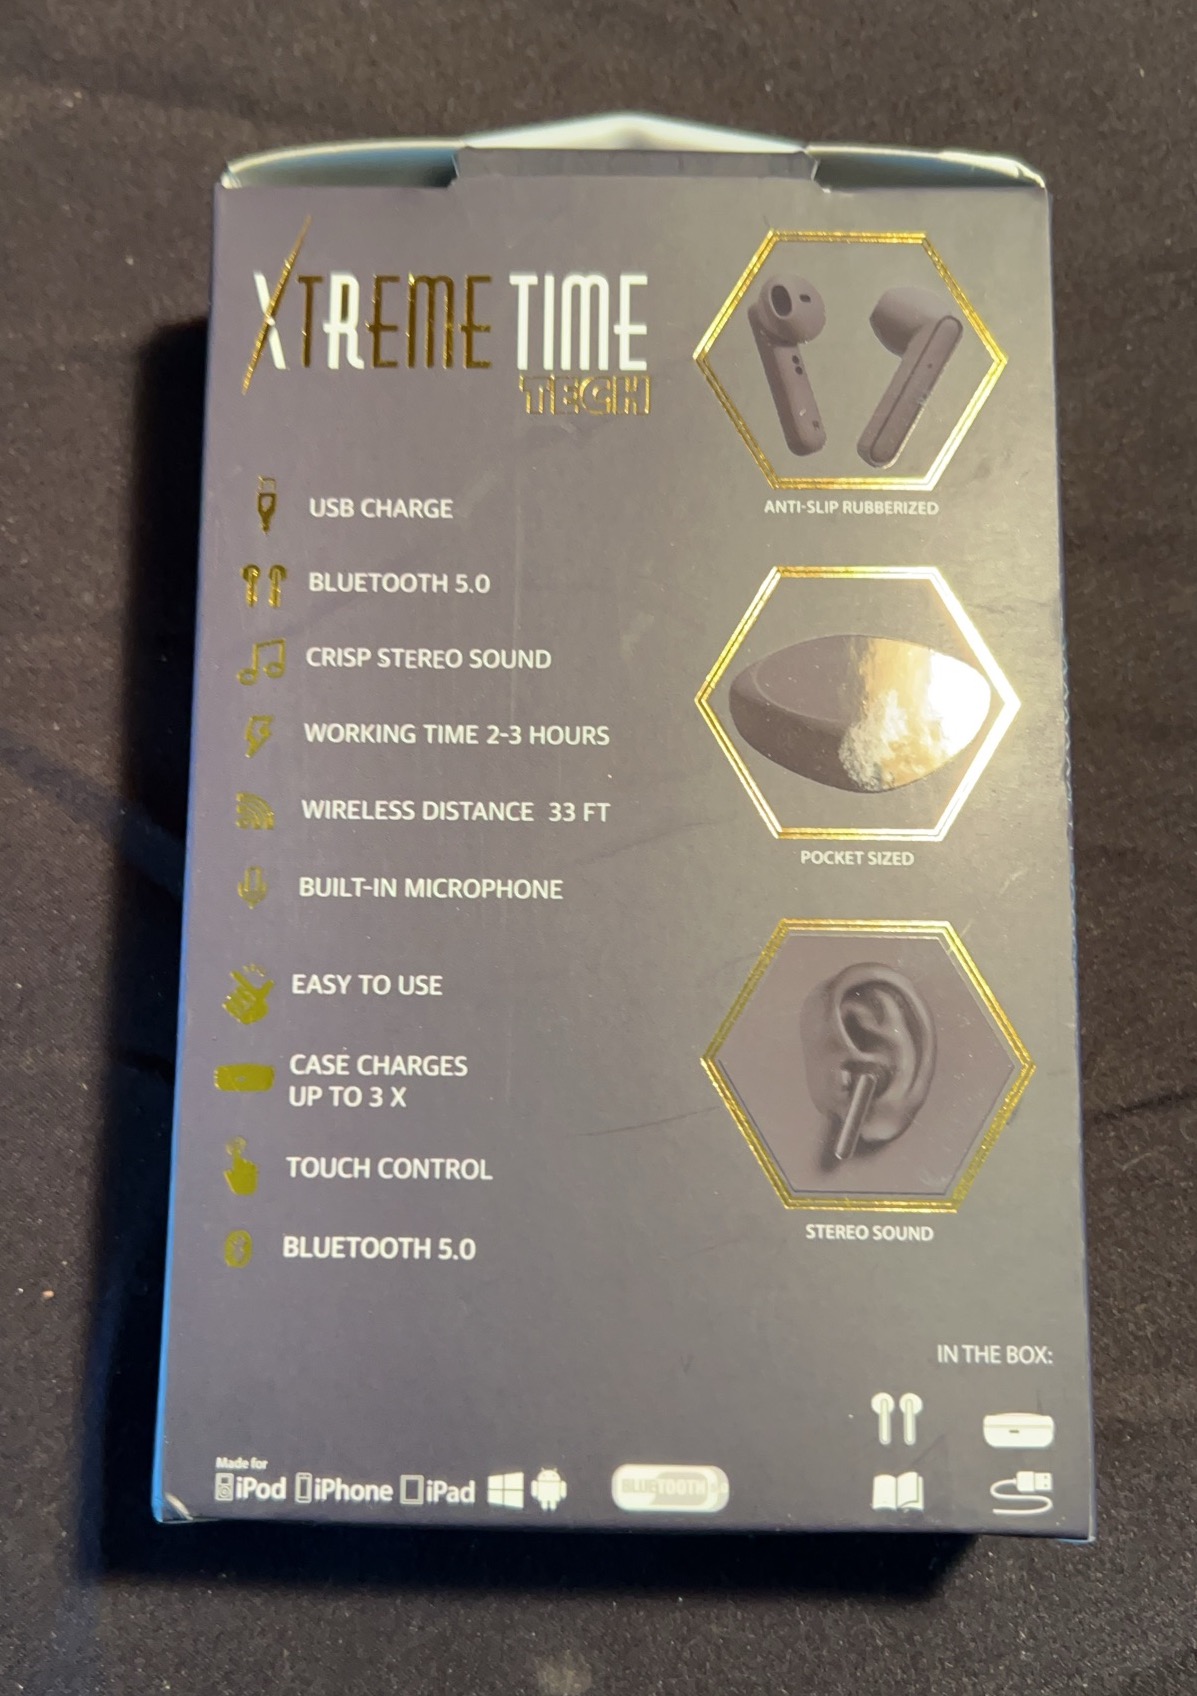 XTREME TIME
TECH
USB CHARGE
BLUETOOTH 5.0
CRISP STEREO SOUND
WORKING TIME 2-3 HOURS
WIRELESS DISTANCE 33 FT
BUILT-IN MICROPHONE
EASY TO USE
CASE CHARGES
UP TO 3 X
TOUCH CONTROL
BLUETOOTH 5.0
ANTI-SLIP RUBBERIZED
POCKET SIZED
STEREO SOUND
IN THE BOX:
Made for
iPod iPhone iPad
BLUETOOTH